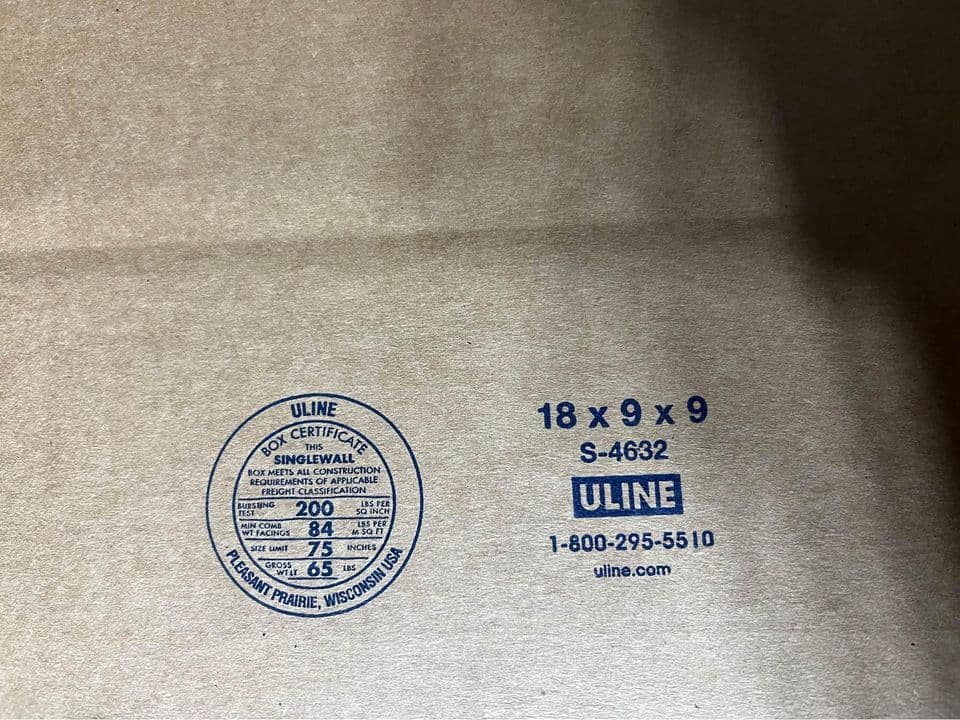 ULINE
BOX CERTIFICATE
THIS
SINGLEWALL
BOX MEETS ALL CONSTRUCTION
REQUIREMENTS OF APPLICABLE
FREIGHT CLASSIFICATION
BURSTING TEST 200 LBS PER SQ INCH
MIN COMB WT FACINGS 84 LBS PER M SQ FT
SIZE LIMIT 75 INCHES
GROSS WT LT 65 LBS
PLEASANT PRAIRIE, WISCONSIN USA
18 x 9 x 9
S-4632
ULINE
1-800-295-5510
uline.com